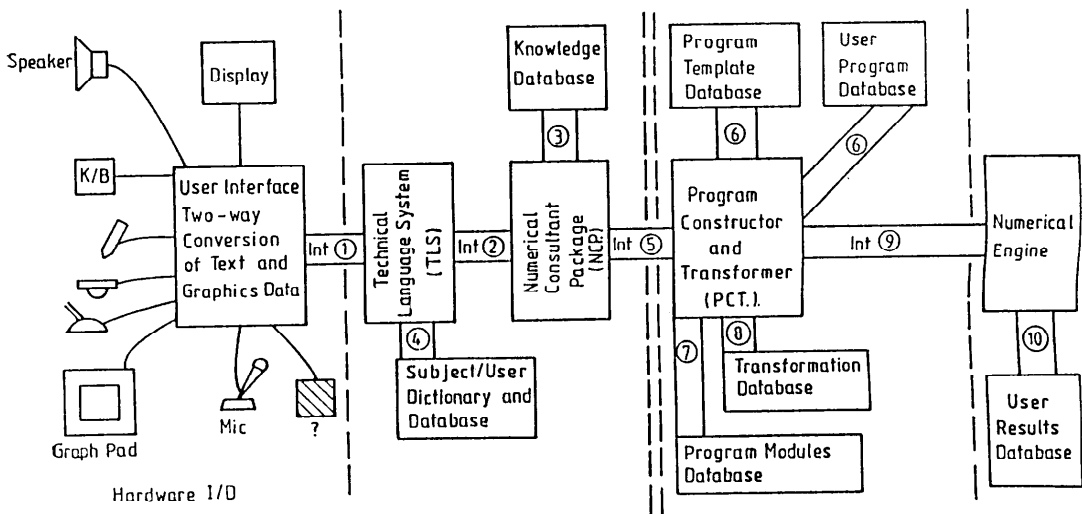 Speaker
Display
K/B
User Interface
Two-way
Conversion
of Text and
Graphics Data
Graph Pad
Mic
?
Hardware I/O
Int ①
Technical
Language System
(TLS)
④
Subject/User
Dictionary and
Database
Int ②
Knowledge
Database
③
Numerical
Consultant
Package
(NCP)
Int ⑤
Program
Template
Database
⑥
User
Program
Database
⑥
Program
Constructor
and
Transformer
(PCT.).
⑦
⑧
Transformation
Database
Program Modules
Database
Int ⑨
Numerical
Engine
⑩
User
Results
Database